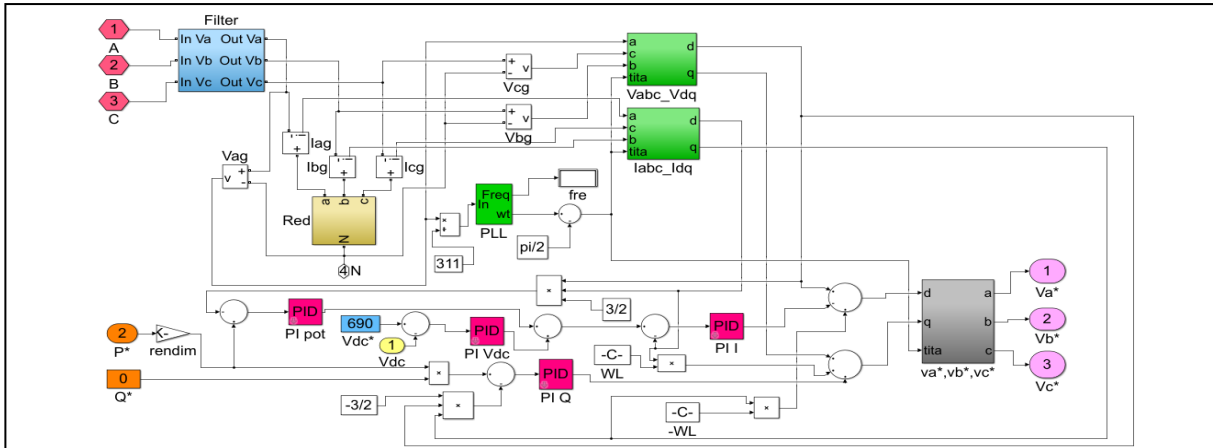 Filter
1
In Va Out Va
A
2
In Vb Out Vb
B
3
In Vc Out Vc
C
a
d
c
b
q
tita
Vabc_Vdq
+
-
v
Vcg
+
-
v
Vbg
a
d
c
b
q
tita
Iabc_Idq
- i
+
Iag
- i
+
Ibg
- i
+
Icg
Vag
v
+
-
a b c
Red
N
4 N
Freq
In
wt
PLL
fre
311
pi/2
3/2
PID
PI pot
690
Vdc*
1
Vdc
PID
PI Vdc
PID
PI I
2
P*
K-
rendim
0
Q*
PID
PI Q
-3/2
-C-
WL
-C-
-WL
d a
q b
tita c
va*,vb*,vc*
1
Va*
2
Vb*
3
Vc*